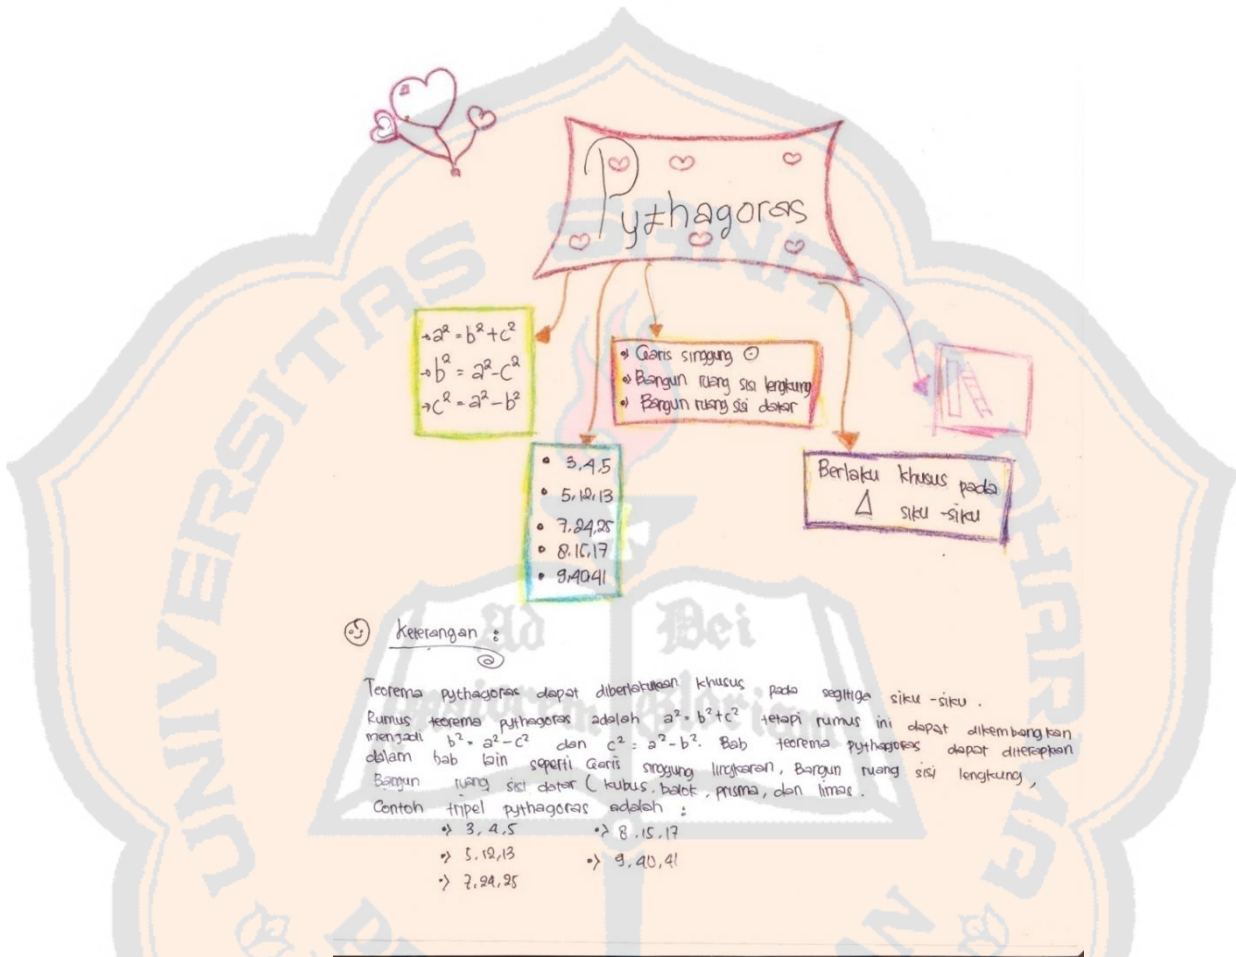 Pythagoras
→ a² = b² + c²
→ b² = a² - c²
→ c² = a² - b²
•) Garis singgung ⊙
•) Bangun ruang sisi lengkung
•) Bangun ruang sisi datar
• 3,4,5
• 5,12,13
• 7,24,25
• 8,15,17
• 9,40,41
Berlaku khusus pada
△ siku-siku
Keterangan :
Teorema pythagoras dapat diberlakukan khusus pada segitiga siku-siku.
Rumus teorema pythagoras adalah a² = b² + c² tetapi rumus ini dapat dikembangkan
menjadi b² = a² - c² dan c² = a² - b². Bab teorema pythagoras dapat diterapkan
dalam bab lain seperti Garis singgung lingkaran, Bangun ruang sisi lengkung,
Bangun ruang sisi datar (kubus, balok, prisma, dan limas.
Contoh tripel pythagoras adalah :
•> 3, 4, 5 •> 8, 15, 17
•> 5, 12, 13 •> 9, 40, 41
•> 7, 24, 25
UNIVERSITAS SANATA DHARMA
Ad Dei
Gloriam